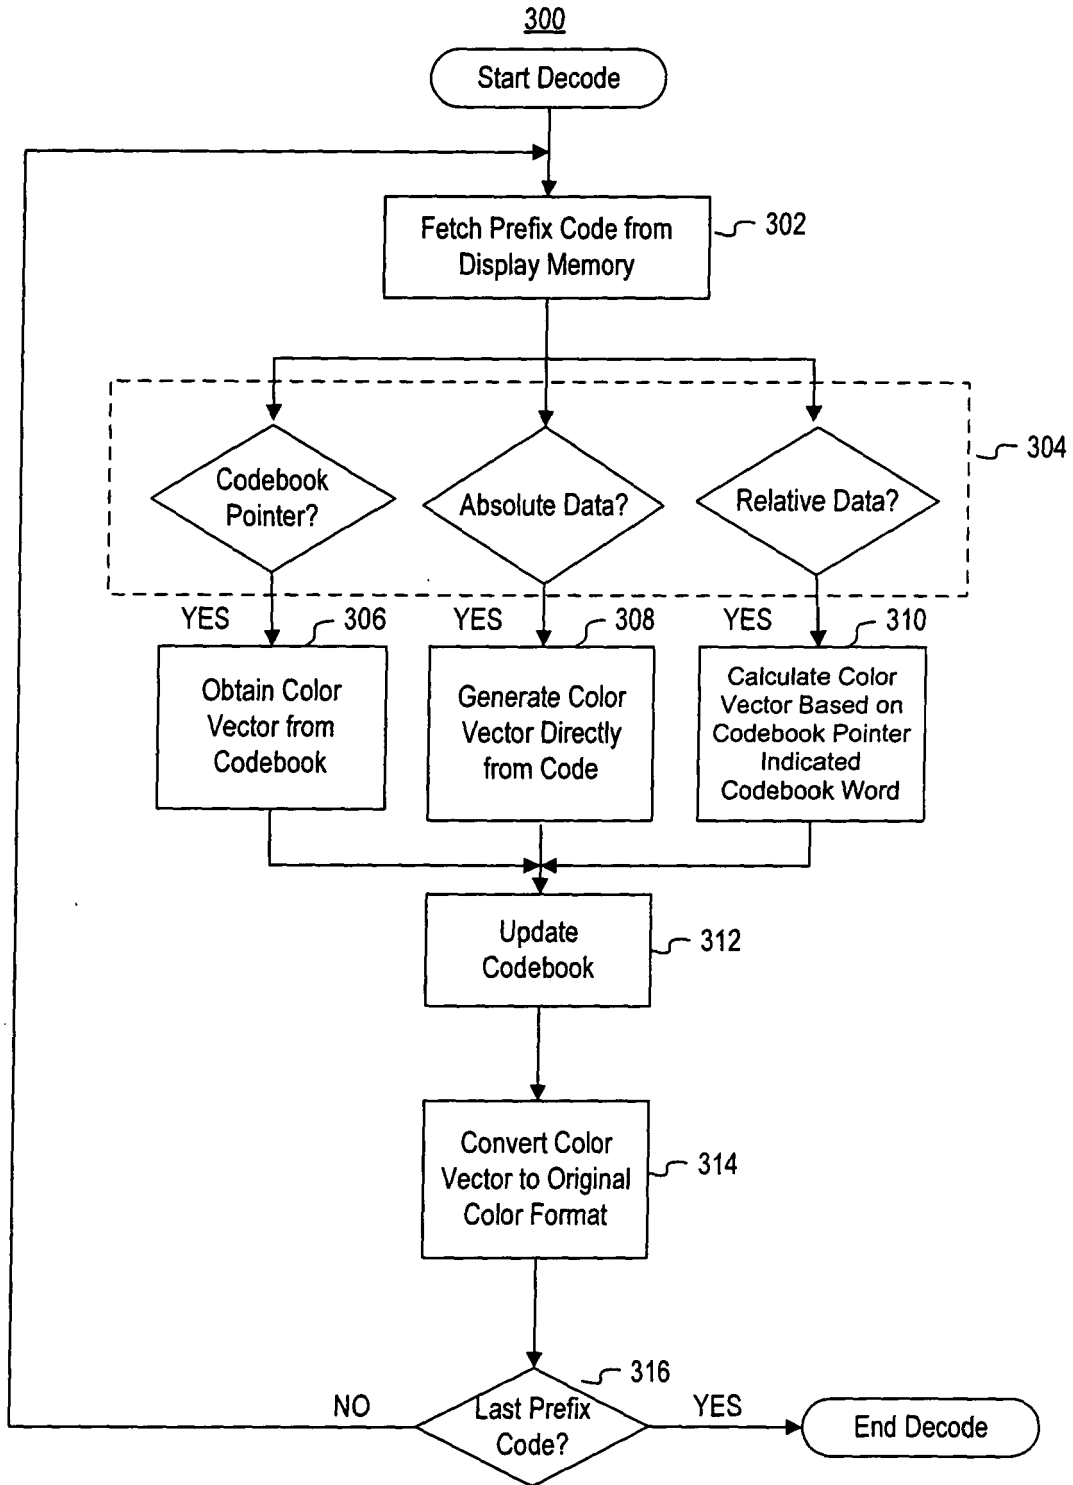 300
Start Decode
Fetch Prefix Code from
Display Memory
302
304
Codebook
Pointer?
Absolute Data?
Relative Data?
YES
306
YES
308
YES
310
Obtain Color
Vector from
Codebook
Generate Color
Vector Directly
from Code
Calculate Color
Vector Based on
Codebook Pointer
Indicated
Codebook Word
Update
Codebook
312
Convert Color
Vector to Original
Color Format
314
316
NO
Last Prefix
Code?
YES
End Decode